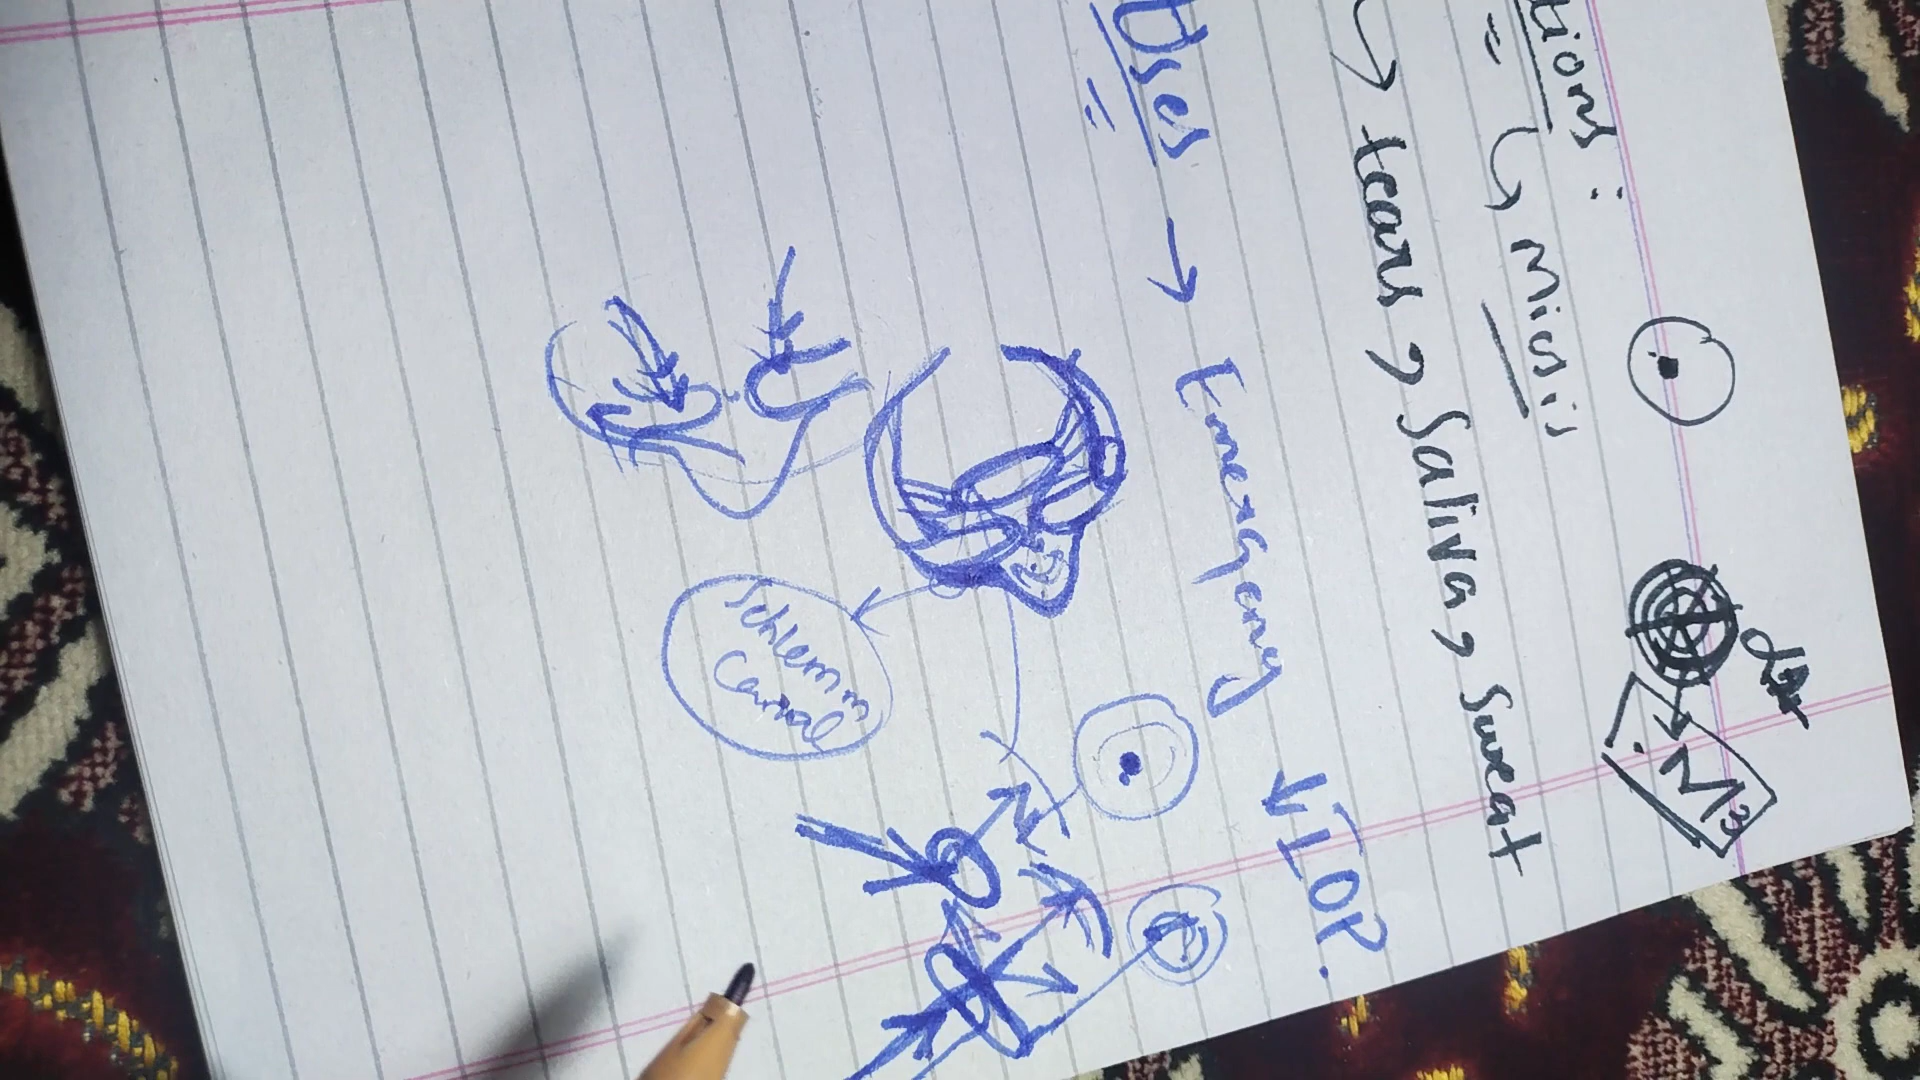 tions :
↳ Miosis
M3
↳ tears, Saliva, Sweat
Uses → Emergency ↓ IOP.
Schlemm
Canal